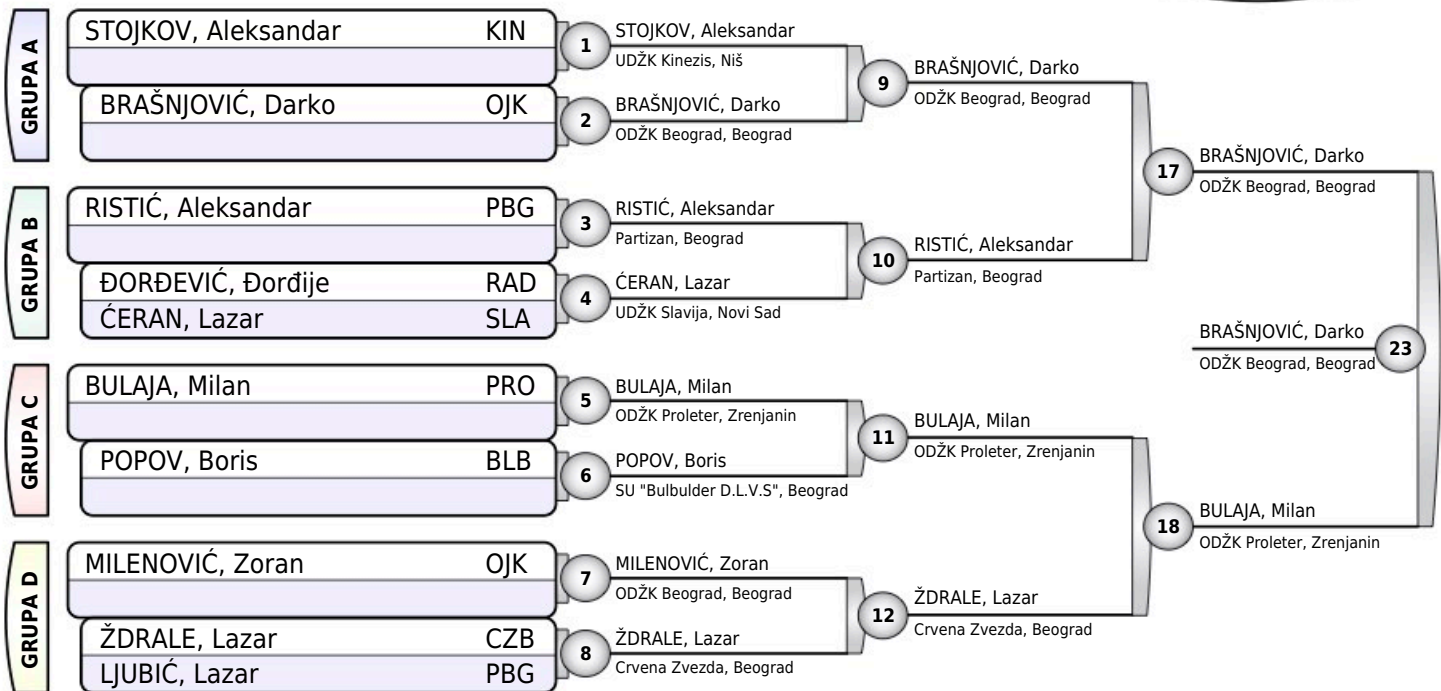 GRUPA A
STOJKOV, Aleksandar KIN
BRAŠNJOVIĆ, Darko OJK
GRUPA B
RISTIĆ, Aleksandar PBG
ĐORĐEVIĆ, Đorđije RAD
ĆERAN, Lazar SLA
GRUPA C
BULAJA, Milan PRO
POPOV, Boris BLB
GRUPA D
MILENOVIĆ, Zoran OJK
ŽDRALE, Lazar CZB
LJUBIĆ, Lazar PBG
1
STOJKOV, Aleksandar
UDŽK Kinezis, Niš
2
BRAŠNJOVIĆ, Darko
ODŽK Beograd, Beograd
3
RISTIĆ, Aleksandar
Partizan, Beograd
4
ĆERAN, Lazar
UDŽK Slavija, Novi Sad
5
BULAJA, Milan
ODŽK Proleter, Zrenjanin
6
POPOV, Boris
SU "Bulbulder D.L.V.S", Beograd
7
MILENOVIĆ, Zoran
ODŽK Beograd, Beograd
8
ŽDRALE, Lazar
Crvena Zvezda, Beograd
9
BRAŠNJOVIĆ, Darko
ODŽK Beograd, Beograd
10
RISTIĆ, Aleksandar
Partizan, Beograd
11
BULAJA, Milan
ODŽK Proleter, Zrenjanin
12
ŽDRALE, Lazar
Crvena Zvezda, Beograd
17
BRAŠNJOVIĆ, Darko
ODŽK Beograd, Beograd
18
BULAJA, Milan
ODŽK Proleter, Zrenjanin
BRAŠNJOVIĆ, Darko
ODŽK Beograd, Beograd
23